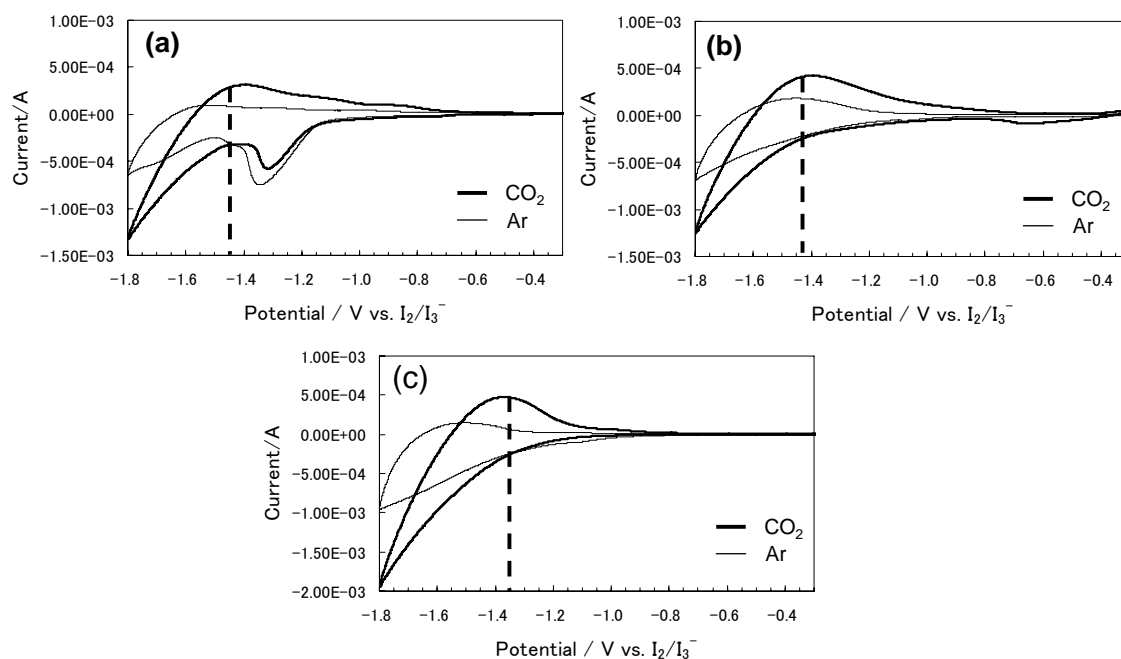 (a)
1.00E-03
5.00E-04
0.00E+00
-5.00E-04
-1.00E-03
-1.50E-03
Current/A
CO₂
Ar
-1.8 -1.6 -1.4 -1.2 -1.0 -0.8 -0.6 -0.4
Potential / V vs. I₂/I₃⁻
(b)
1.00E-03
5.00E-04
0.00E+00
-5.00E-04
-1.00E-03
-1.50E-03
Current/A
CO₂
Ar
-1.8 -1.6 -1.4 -1.2 -1.0 -0.8 -0.6 -0.4
Potential / V vs. I₂/I₃⁻
(c)
1.00E-03
5.00E-04
0.00E+00
-5.00E-04
-1.00E-03
-1.50E-03
-2.00E-03
Current/A
CO₂
Ar
-1.8 -1.6 -1.4 -1.2 -1.0 -0.8 -0.6 -0.4
Potential / V vs. I₂/I₃⁻